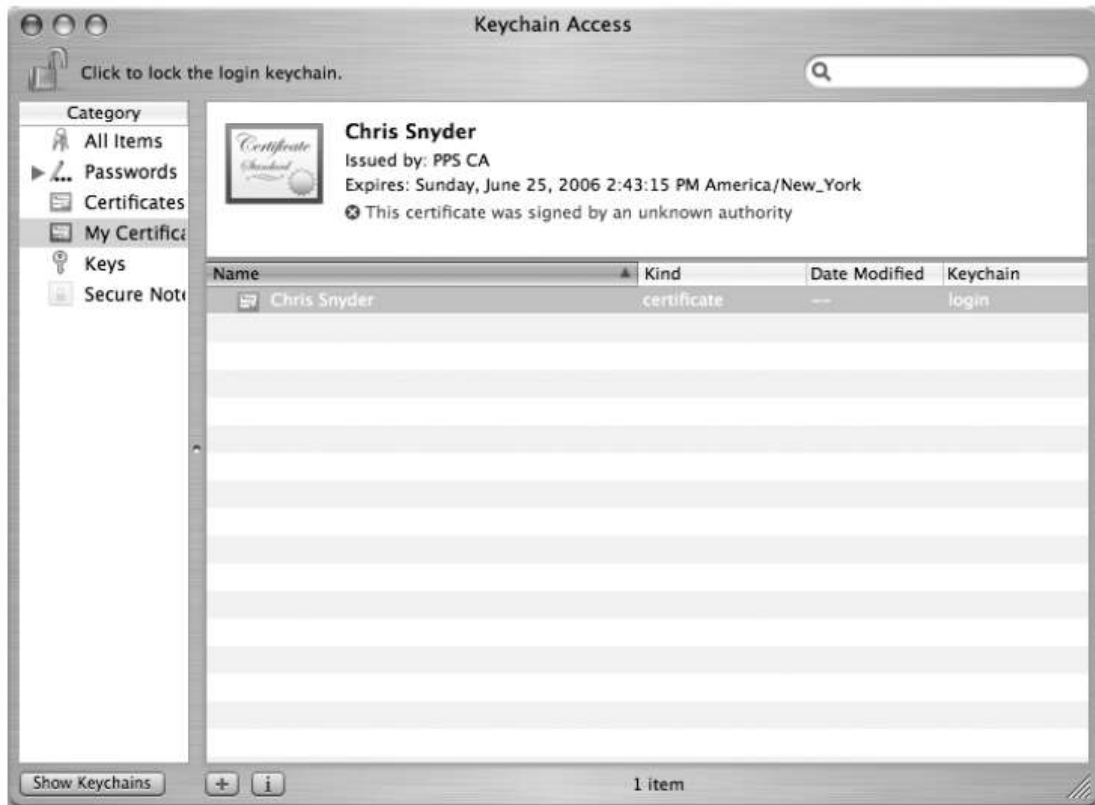 Keychain Access
Click to lock the login keychain.
Category
All Items
Passwords
Certificates
My Certifica
Keys
Secure Note
Certificate
Standard
Chris Snyder
Issued by: PPS CA
Expires: Sunday, June 25, 2006 2:43:15 PM America/New_York
This certificate was signed by an unknown authority
Name Kind Date Modified Keychain
Chris Snyder certificate -- login
Show Keychains + i 1 item